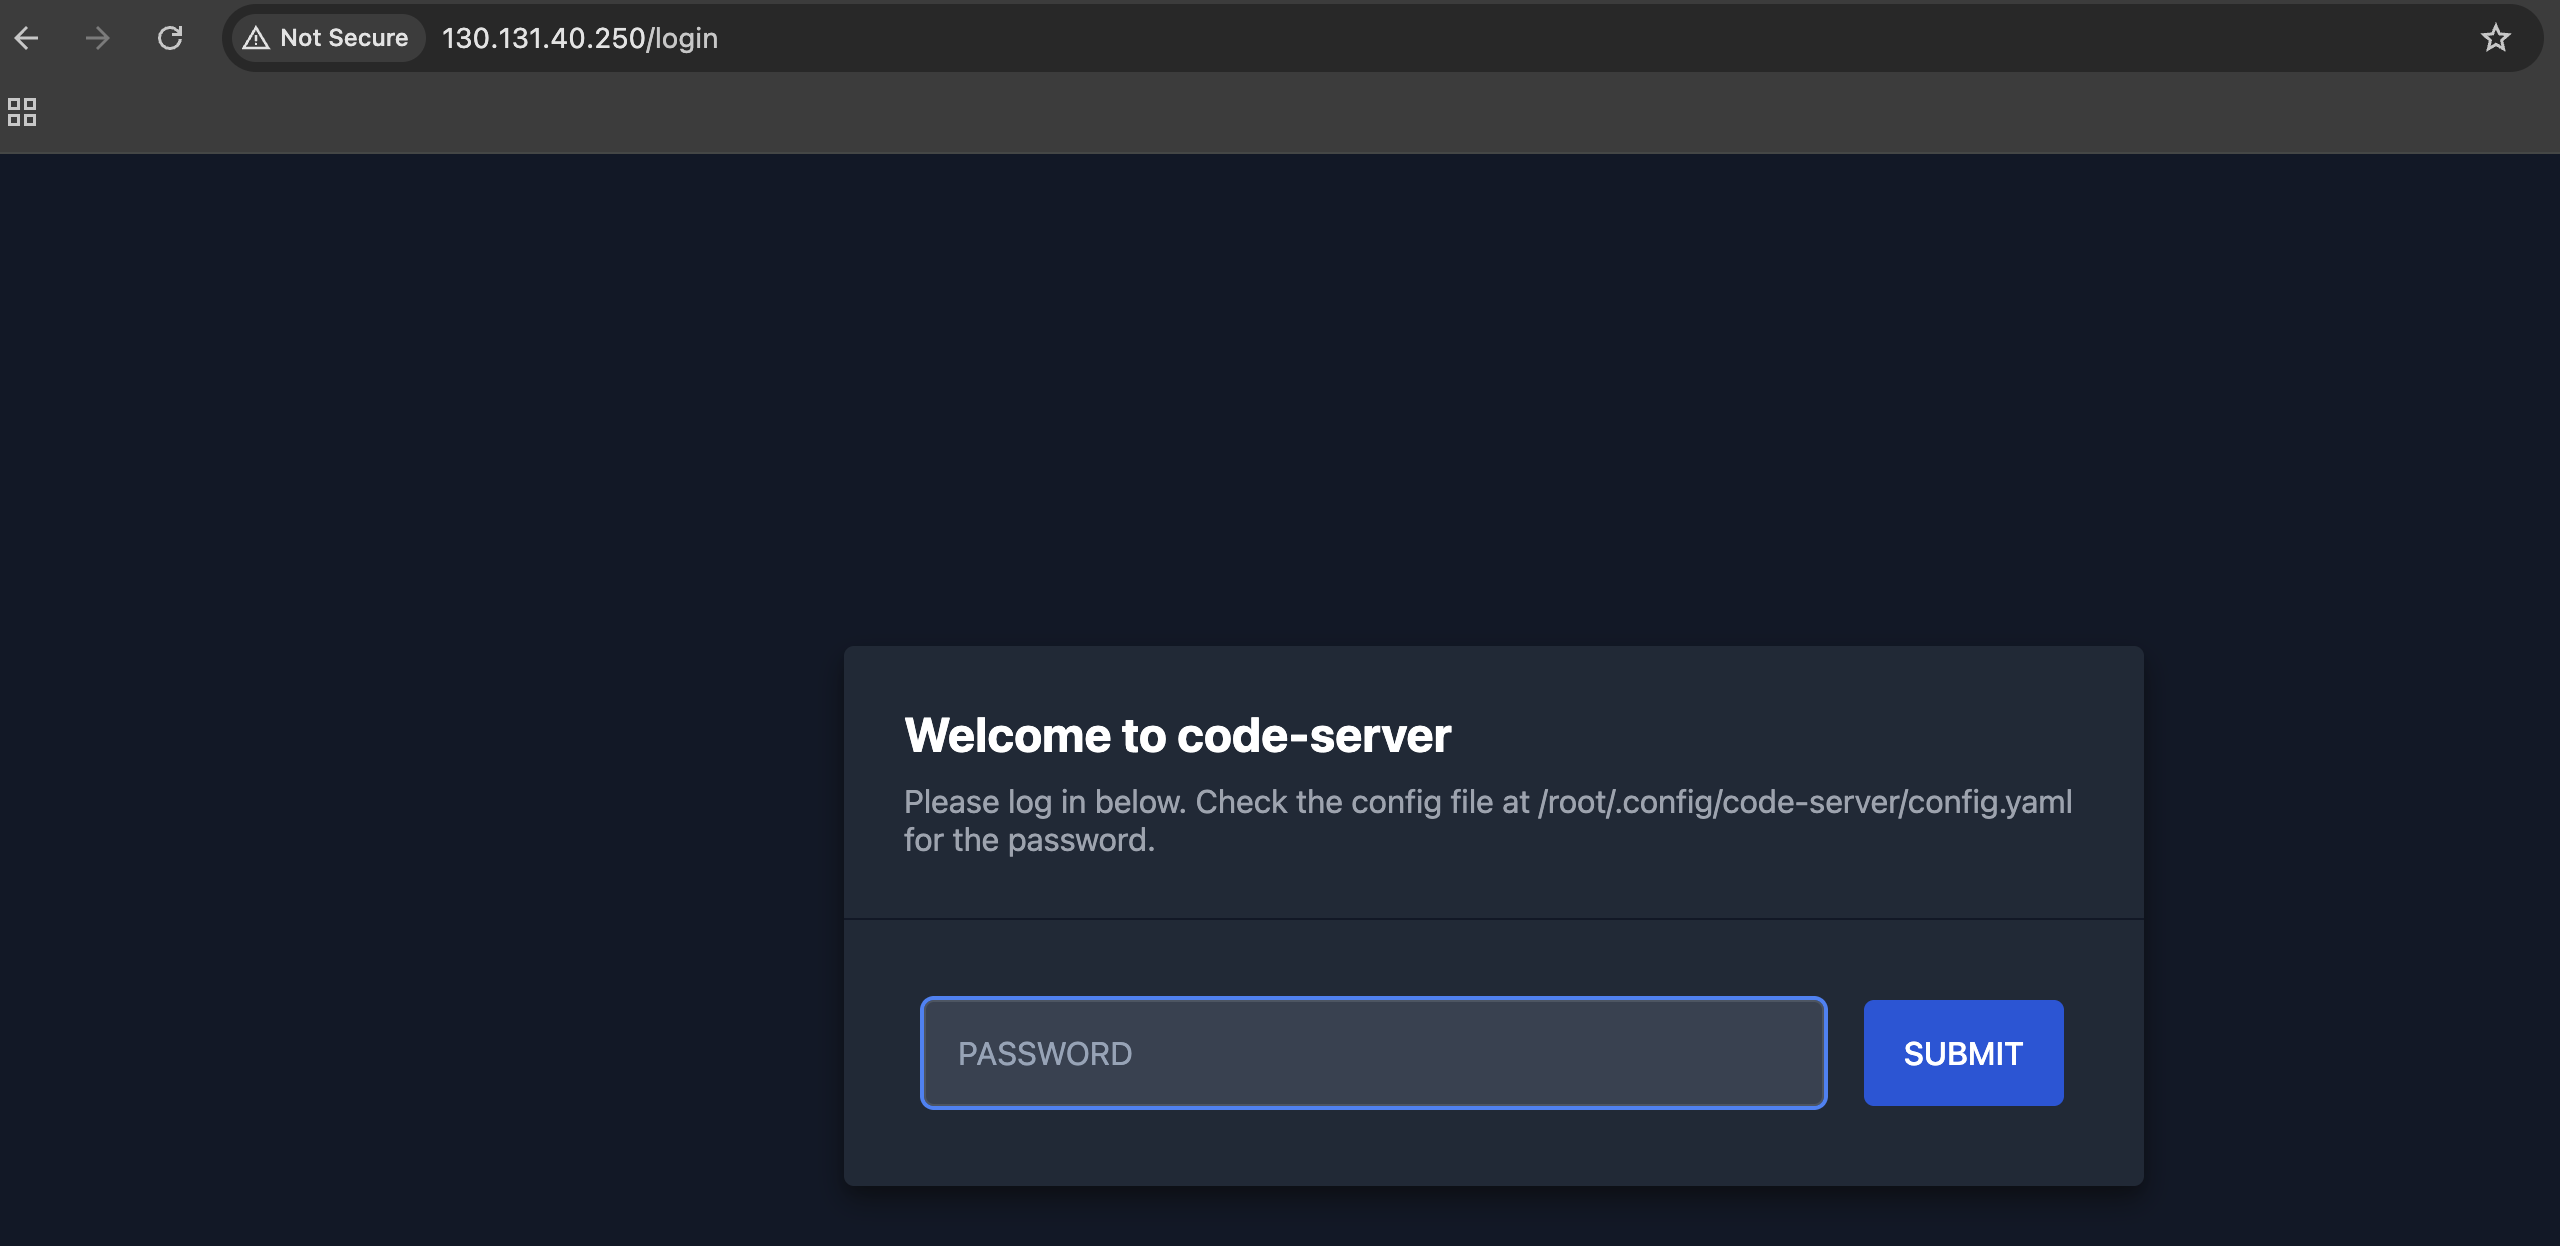 Not Secure 130.131.40.250/login
Welcome to code-server
Please log in below. Check the config file at /root/.config/code-server/config.yaml
for the password.
PASSWORD SUBMIT